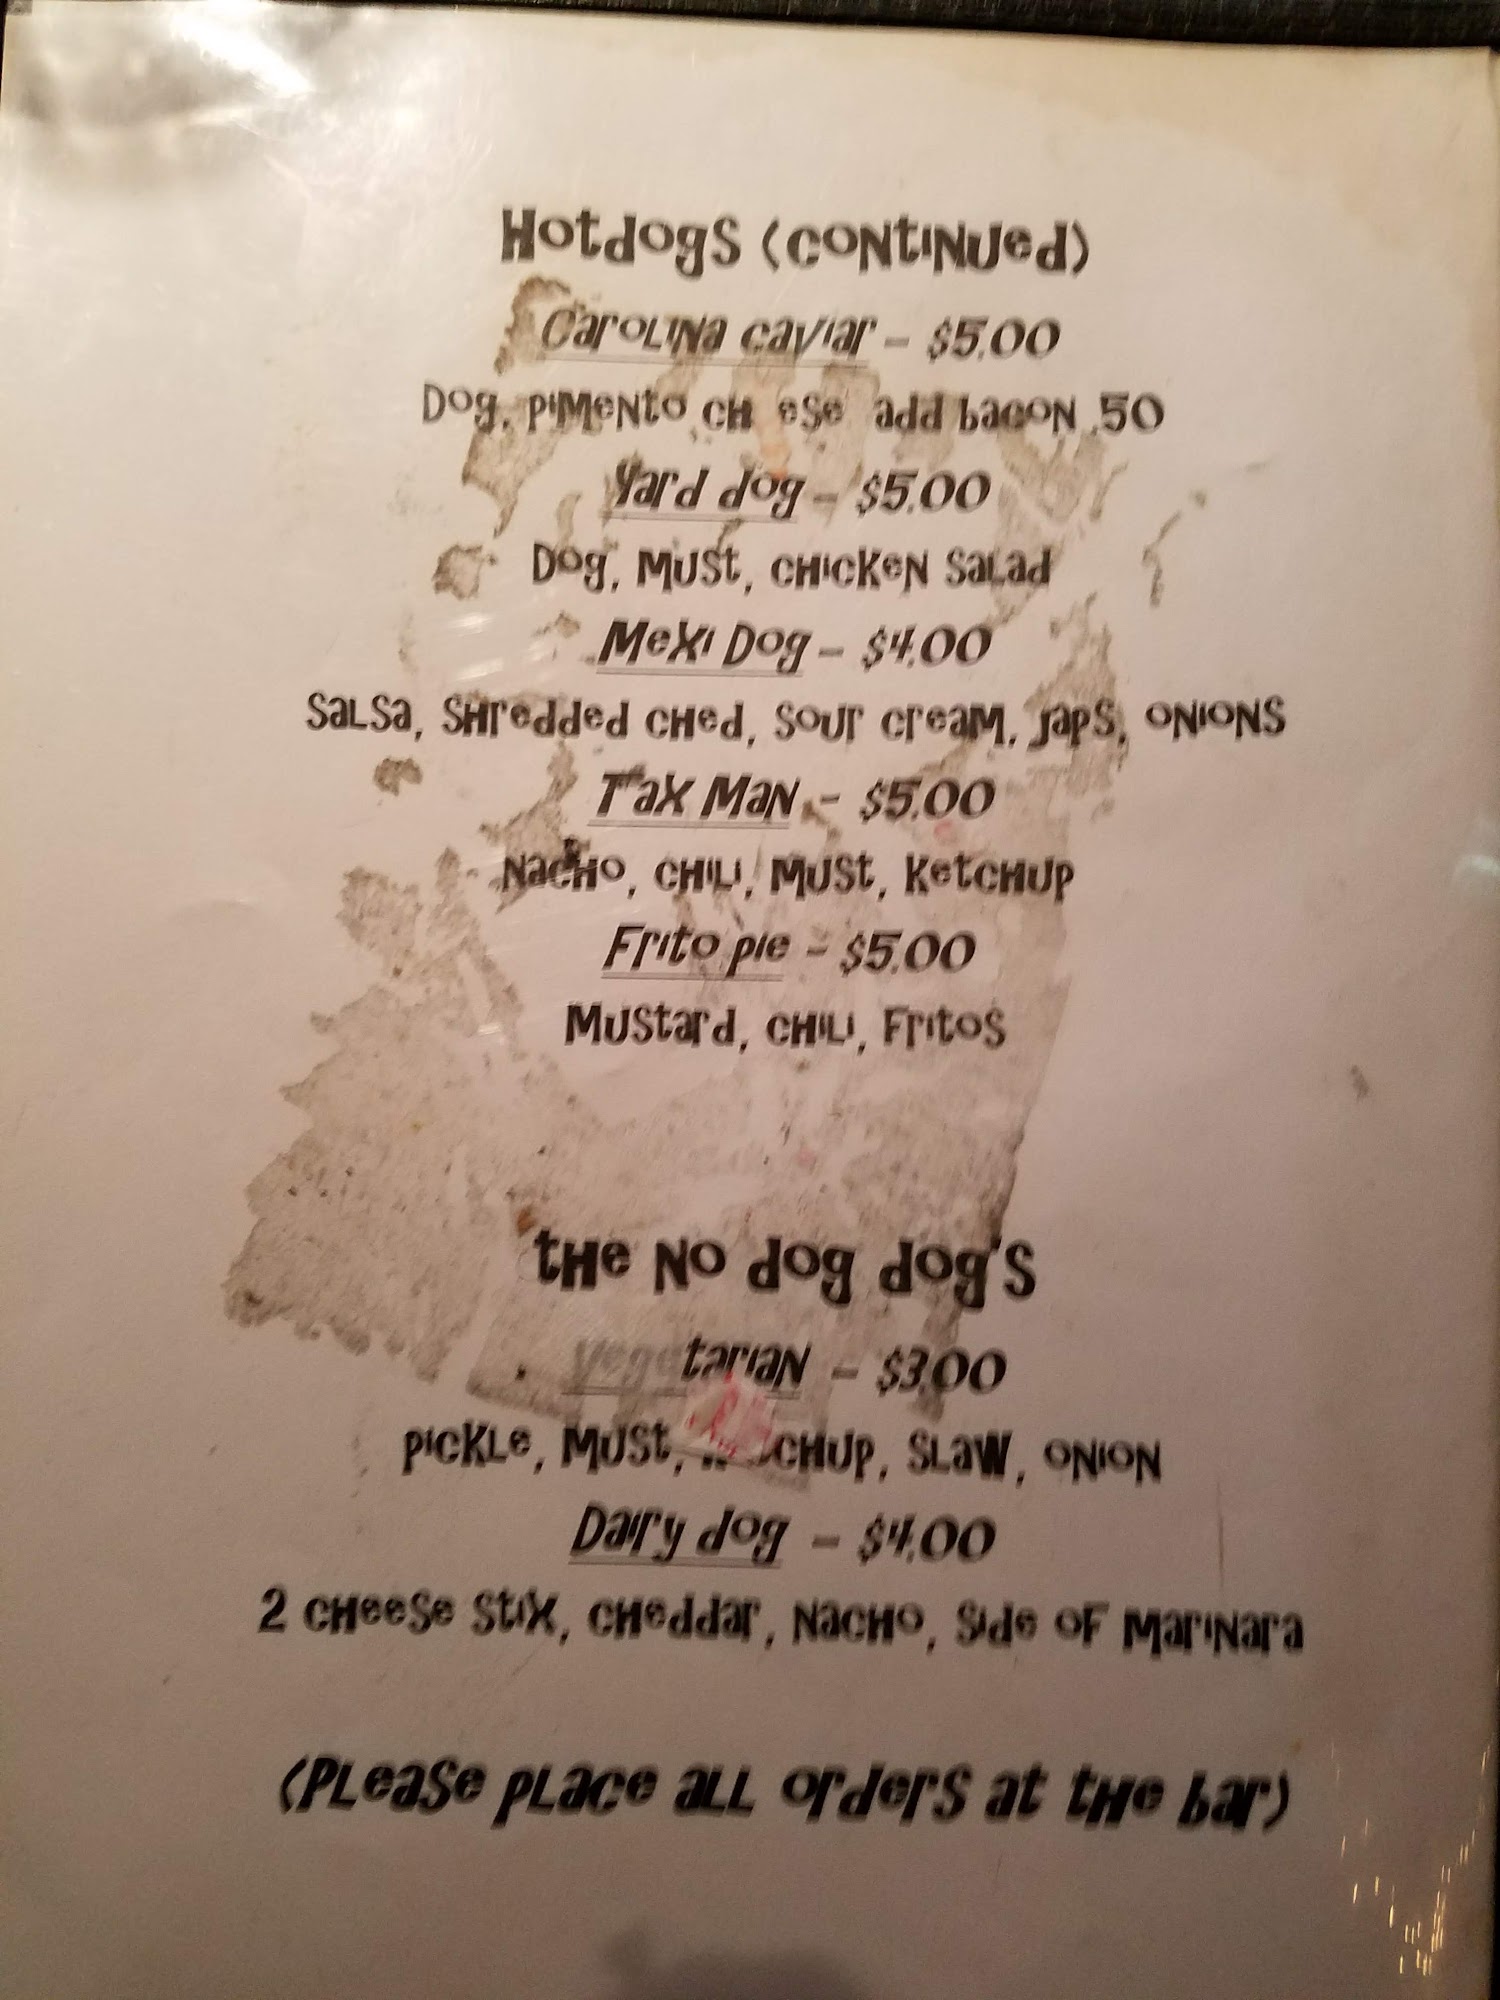 Hotdogs (continued)
Carolina caviar - $5.00
Dog, pimento cheese add bacon .50
Yard dog - $5.00
Dog, must, chicken salad
Mexi Dog - $4.00
Salsa, shredded ched, sour cream, japs, onions
Tax Man - $5.00
Nacho, chili, must, ketchup
Frito pie - $5.00
Mustard, chili, Fritos
the no dog dog's
Vegetarian - $3.00
pickle, must, ketchup, slaw, onion
Dairy dog - $4.00
2 cheese stix, cheddar, nacho, side of marinara
(Please place all orders at the bar)